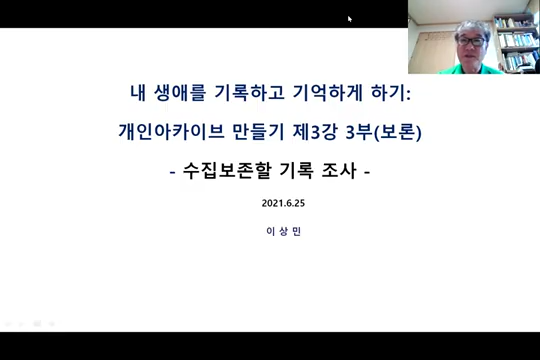 내 생애를 기록하고 기억하게 하기:
개인아카이브 만들기 제3강 3부(보론)
- 수집보존할 기록 조사 -
2021.6.25
이 상 민